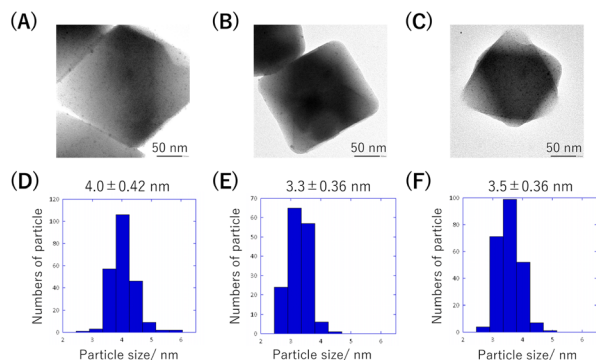 (A) (B) (C)
50 nm 50 nm 50 nm
(D) (E) (F)
4.0 ± 0.42 nm 3.3 ± 0.36 nm 3.5 ± 0.36 nm
120 70 100
100 60 80
80 50 60
60 40 40
40 30 20
20 20 0
0 10
0
Numbers of particle Numbers of particle Numbers of particle
2 3 4 5 6 2 3 4 5 6 2 3 4 5 6
Particle size/ nm Particle size/ nm Particle size/ nm